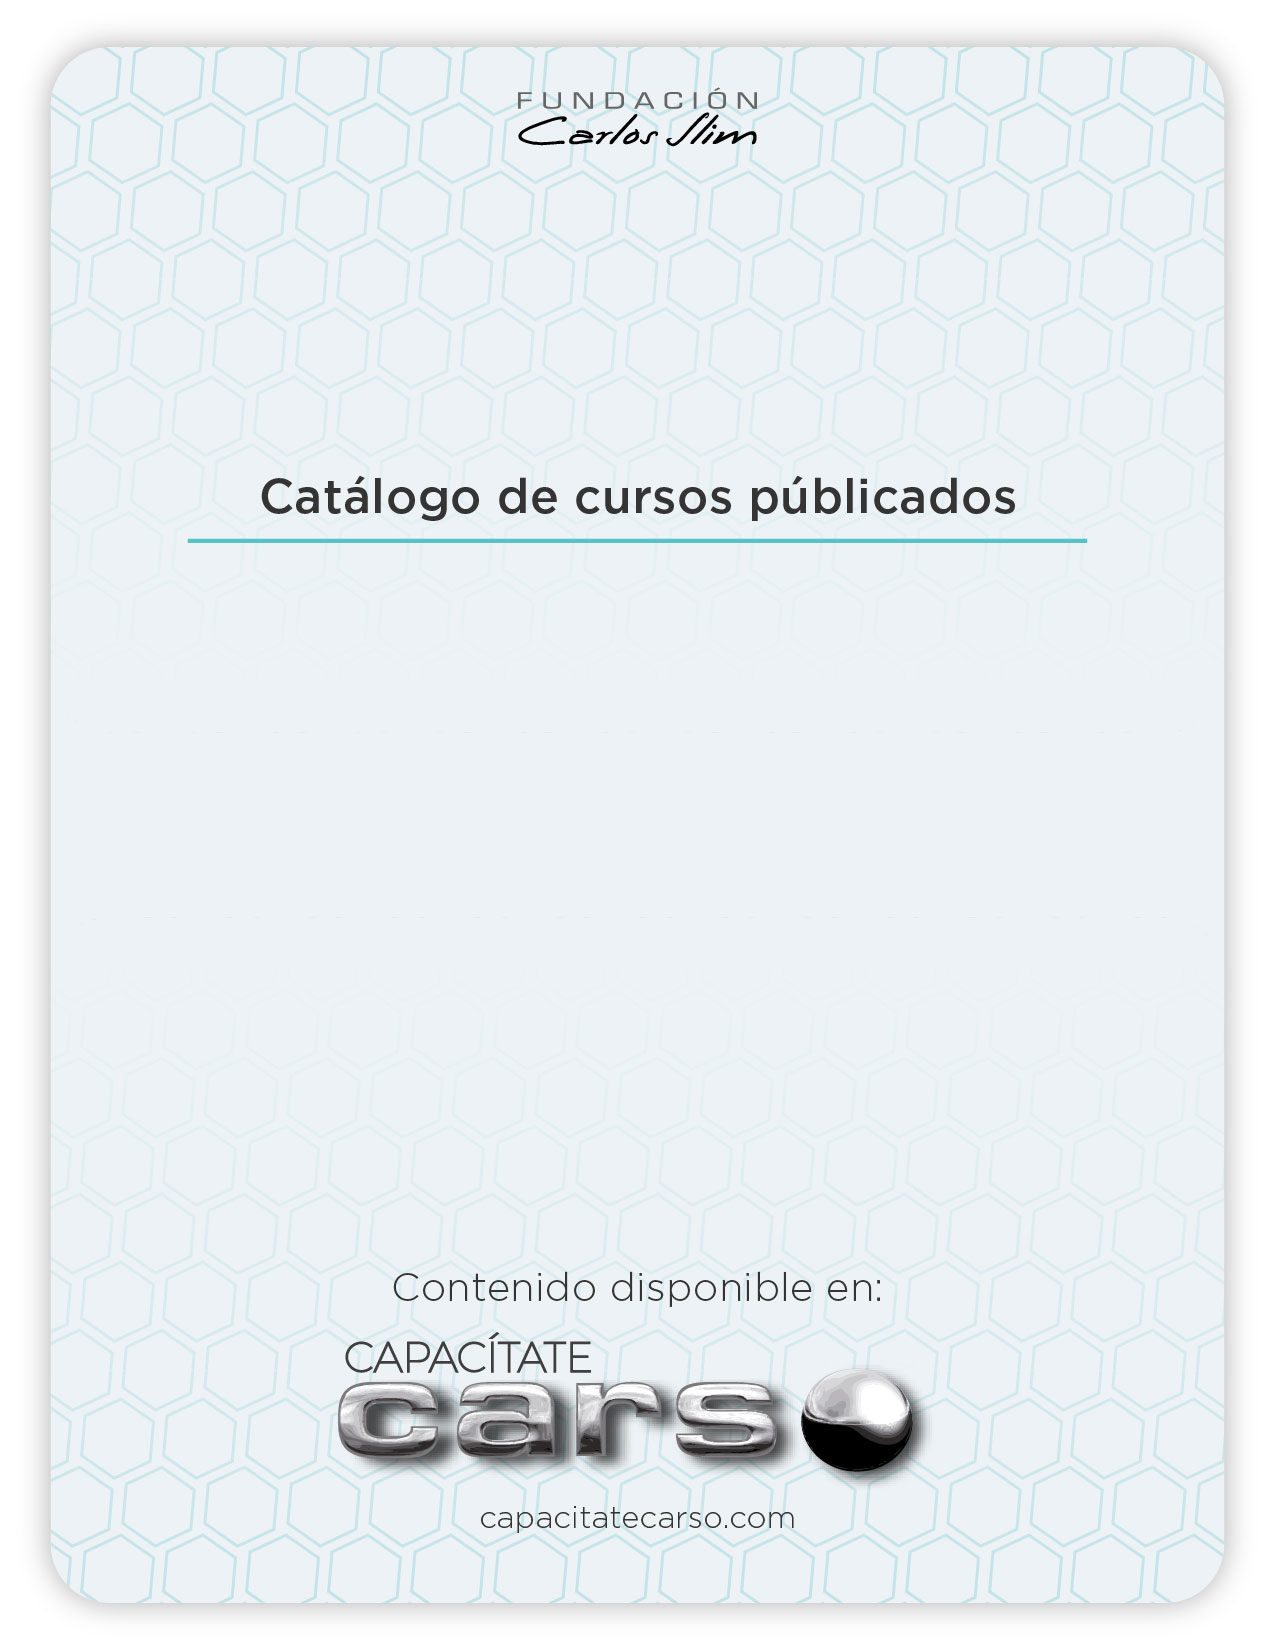 FUNDACIÓN
Carlos Slim
Catálogo de cursos públicados
Contenido disponible en:
CAPACÍTATE
carso
capacitatecarso.com